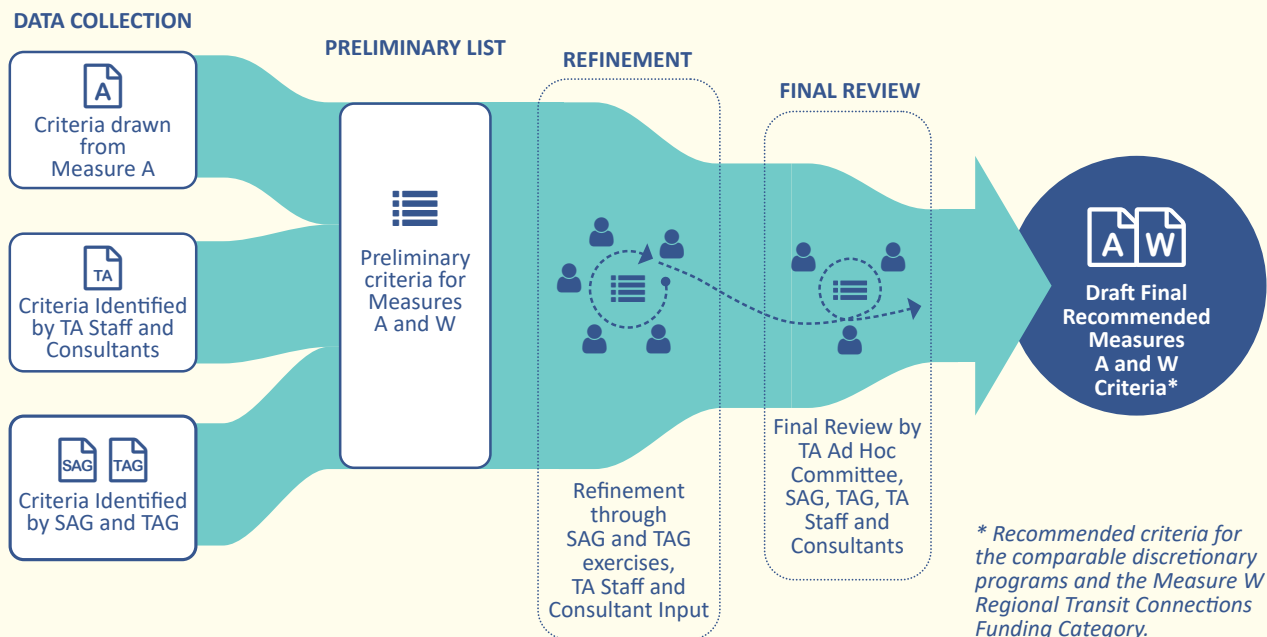 DATA COLLECTION
A
Criteria drawn
from
Measure A
TA
Criteria Identified
by TA Staff and
Consultants
SAG TAG
Criteria Identified
by SAG and TAG
PRELIMINARY LIST
Preliminary
criteria for
Measures
A and W
REFINEMENT
Refinement
through
SAG and TAG
exercises,
TA Staff and
Consultant Input
FINAL REVIEW
Final Review by
TA Ad Hoc
Committee,
SAG, TAG, TA
Staff and
Consultants
A W
Draft Final
Recommended
Measures
A and W
Criteria*
* Recommended criteria for
the comparable discretionary
programs and the Measure W
Regional Transit Connections
Funding Category.